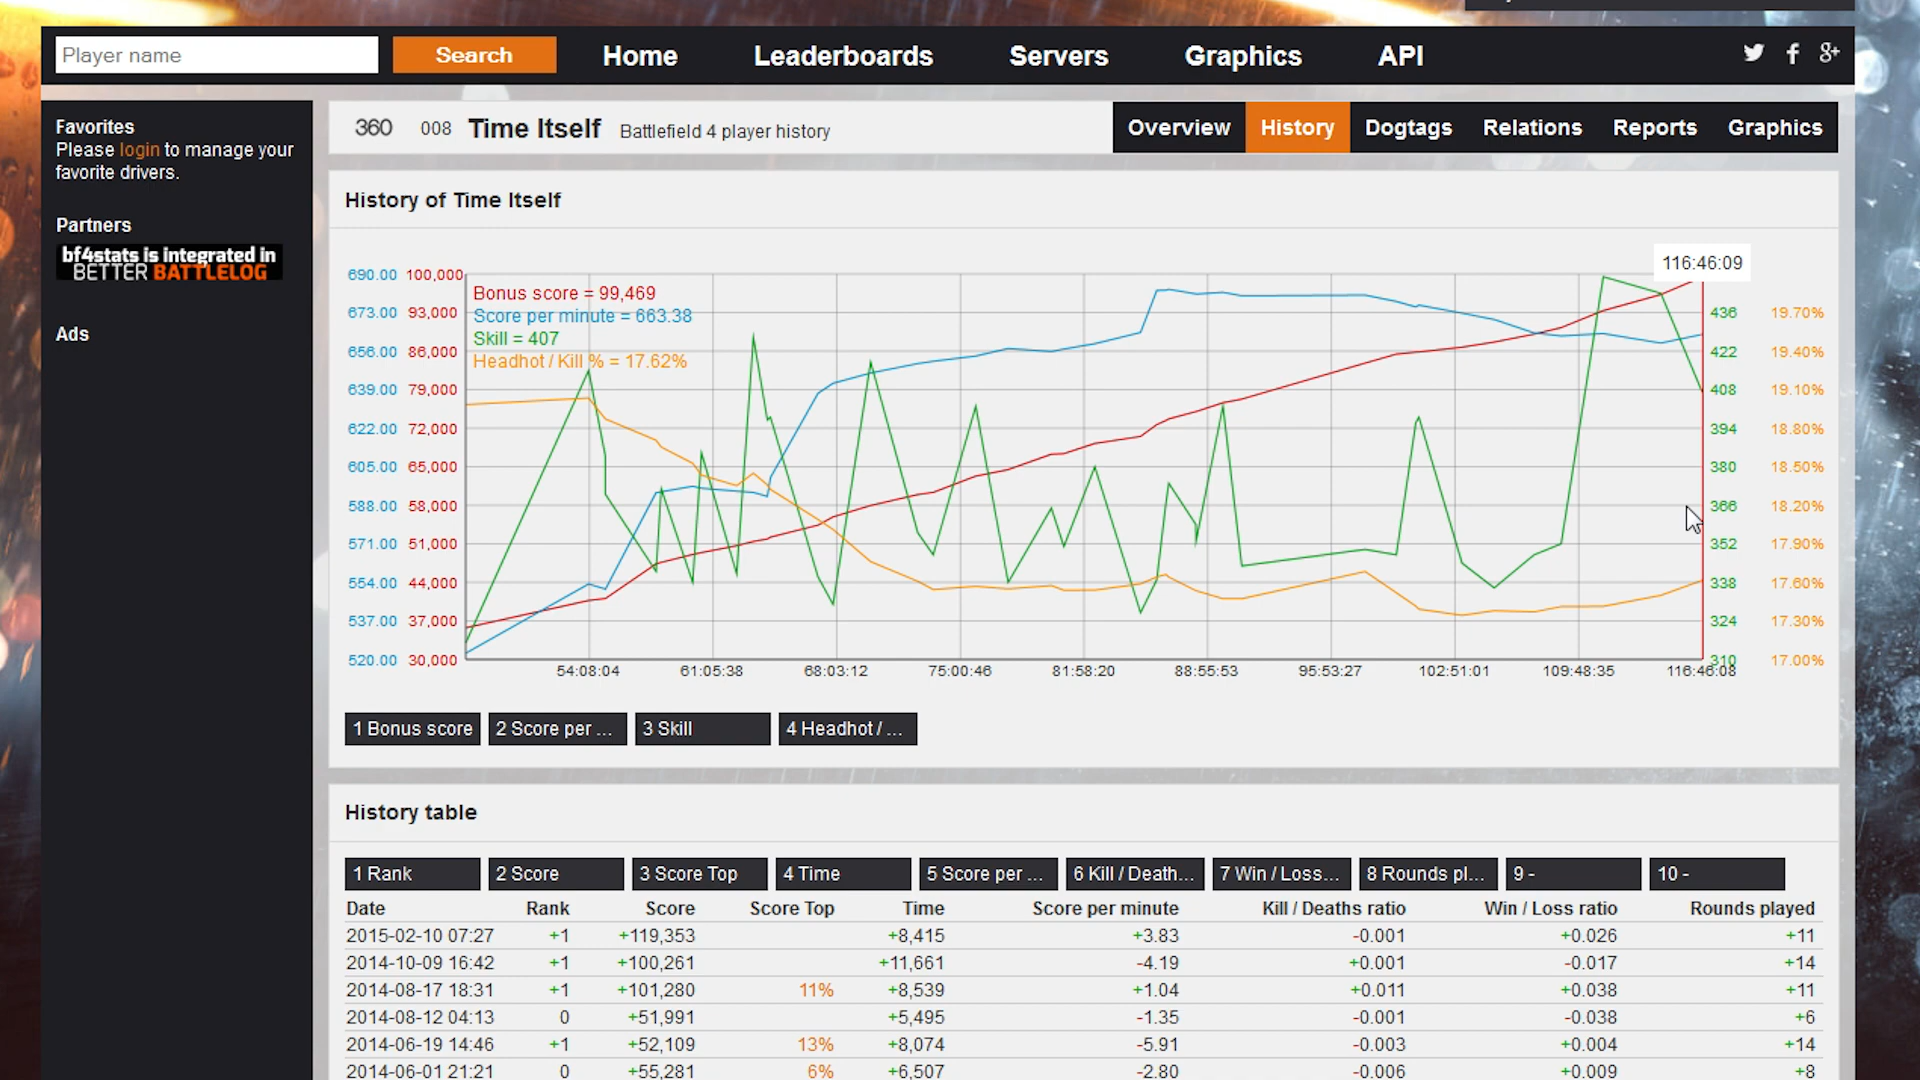 Player name
Search
Home
Leaderboards
Servers
Graphics
API
Favorites
Please login to manage your
favorite drivers.
Partners
bf4stats is integrated in
BETTER BATTLELOG
Ads
360 008 Time Itself Battlefield 4 player history
Overview History Dogtags Relations Reports Graphics
History of Time Itself
116:46:09
690.00 100,000
Bonus score = 99,469
673.00 93,000 436 19.70%
Score per minute = 663.38
Skill = 407
656.00 86,000 422 19.40%
Headhot / Kill % = 17.62%
639.00 79,000 408 19.10%
622.00 72,000 394 18.80%
605.00 65,000 380 18.50%
588.00 58,000 366 18.20%
571.00 51,000 352 17.90%
554.00 44,000 338 17.60%
537.00 37,000 324 17.30%
520.00 30,000 310 17.00%
54:08:04 61:05:38 68:03:12 75:00:46 81:58:20 88:55:53 95:53:27 102:51:01 109:48:35 116:46:08
1 Bonus score 2 Score per ... 3 Skill 4 Headhot / ...
History table
1 Rank 2 Score 3 Score Top 4 Time 5 Score per ... 6 Kill / Death... 7 Win / Loss... 8 Rounds pl... 9 - 10 -
Date Rank Score Score Top Time Score per minute Kill / Deaths ratio Win / Loss ratio Rounds played
2015-02-10 07:27 +1 +119,353 +8,415 +3.83 -0.001 +0.026 +11
2014-10-09 16:42 +1 +100,261 +11,661 -4.19 +0.001 -0.017 +14
2014-08-17 18:31 +1 +101,280 11% +8,539 +1.04 +0.011 +0.038 +11
2014-08-12 04:13 0 +51,991 +5,495 -1.35 -0.001 -0.038 +6
2014-06-19 14:46 +1 +52,109 13% +8,074 -5.91 -0.003 +0.004 +14
2014-06-01 21:21 0 +55,281 6% +6,507 -2.80 -0.006 +0.009 +8